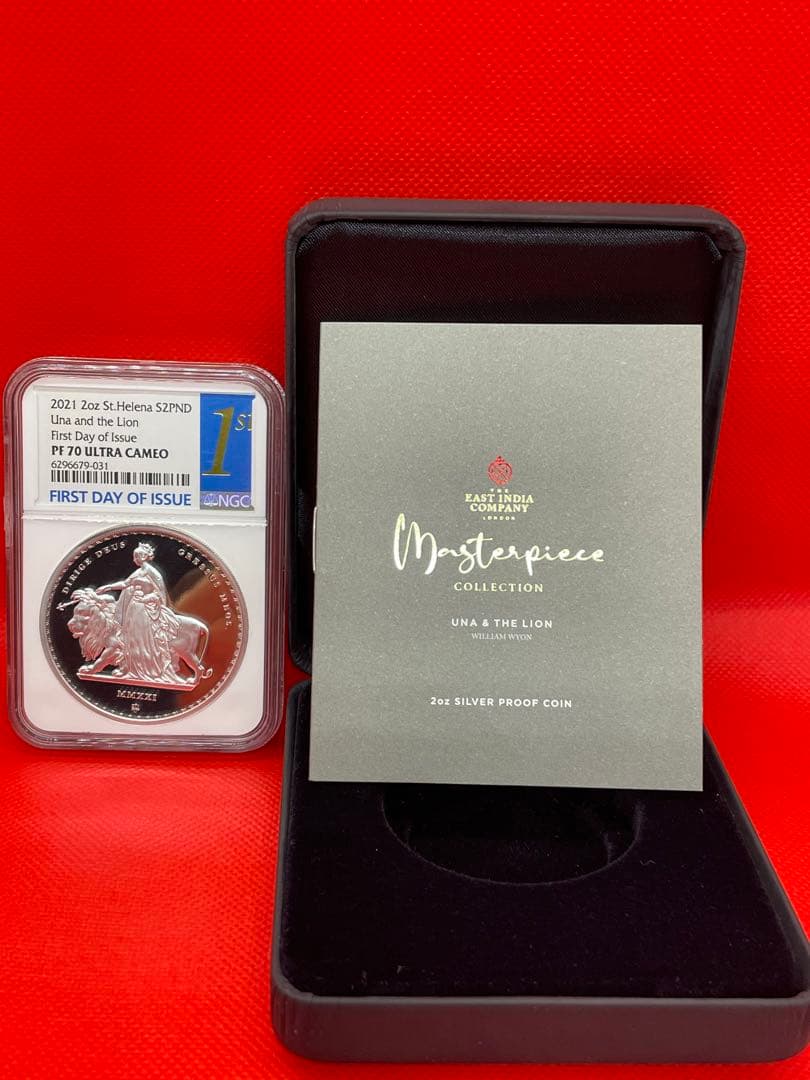 2021 2oz St.Helena S2PND
Una and the Lion
First Day of Issue
PF 70 ULTRA CAMEO
6296679-031
FIRST DAY OF ISSUE
1ST
NGC
DIRIGE DEUS GRESSUS MEOS.
MMXXI
THE
EAST INDIA
COMPANY
LONDON
Masterpiece
COLLECTION
UNA & THE LION
WILLIAM WYON
2oz SILVER PROOF COIN